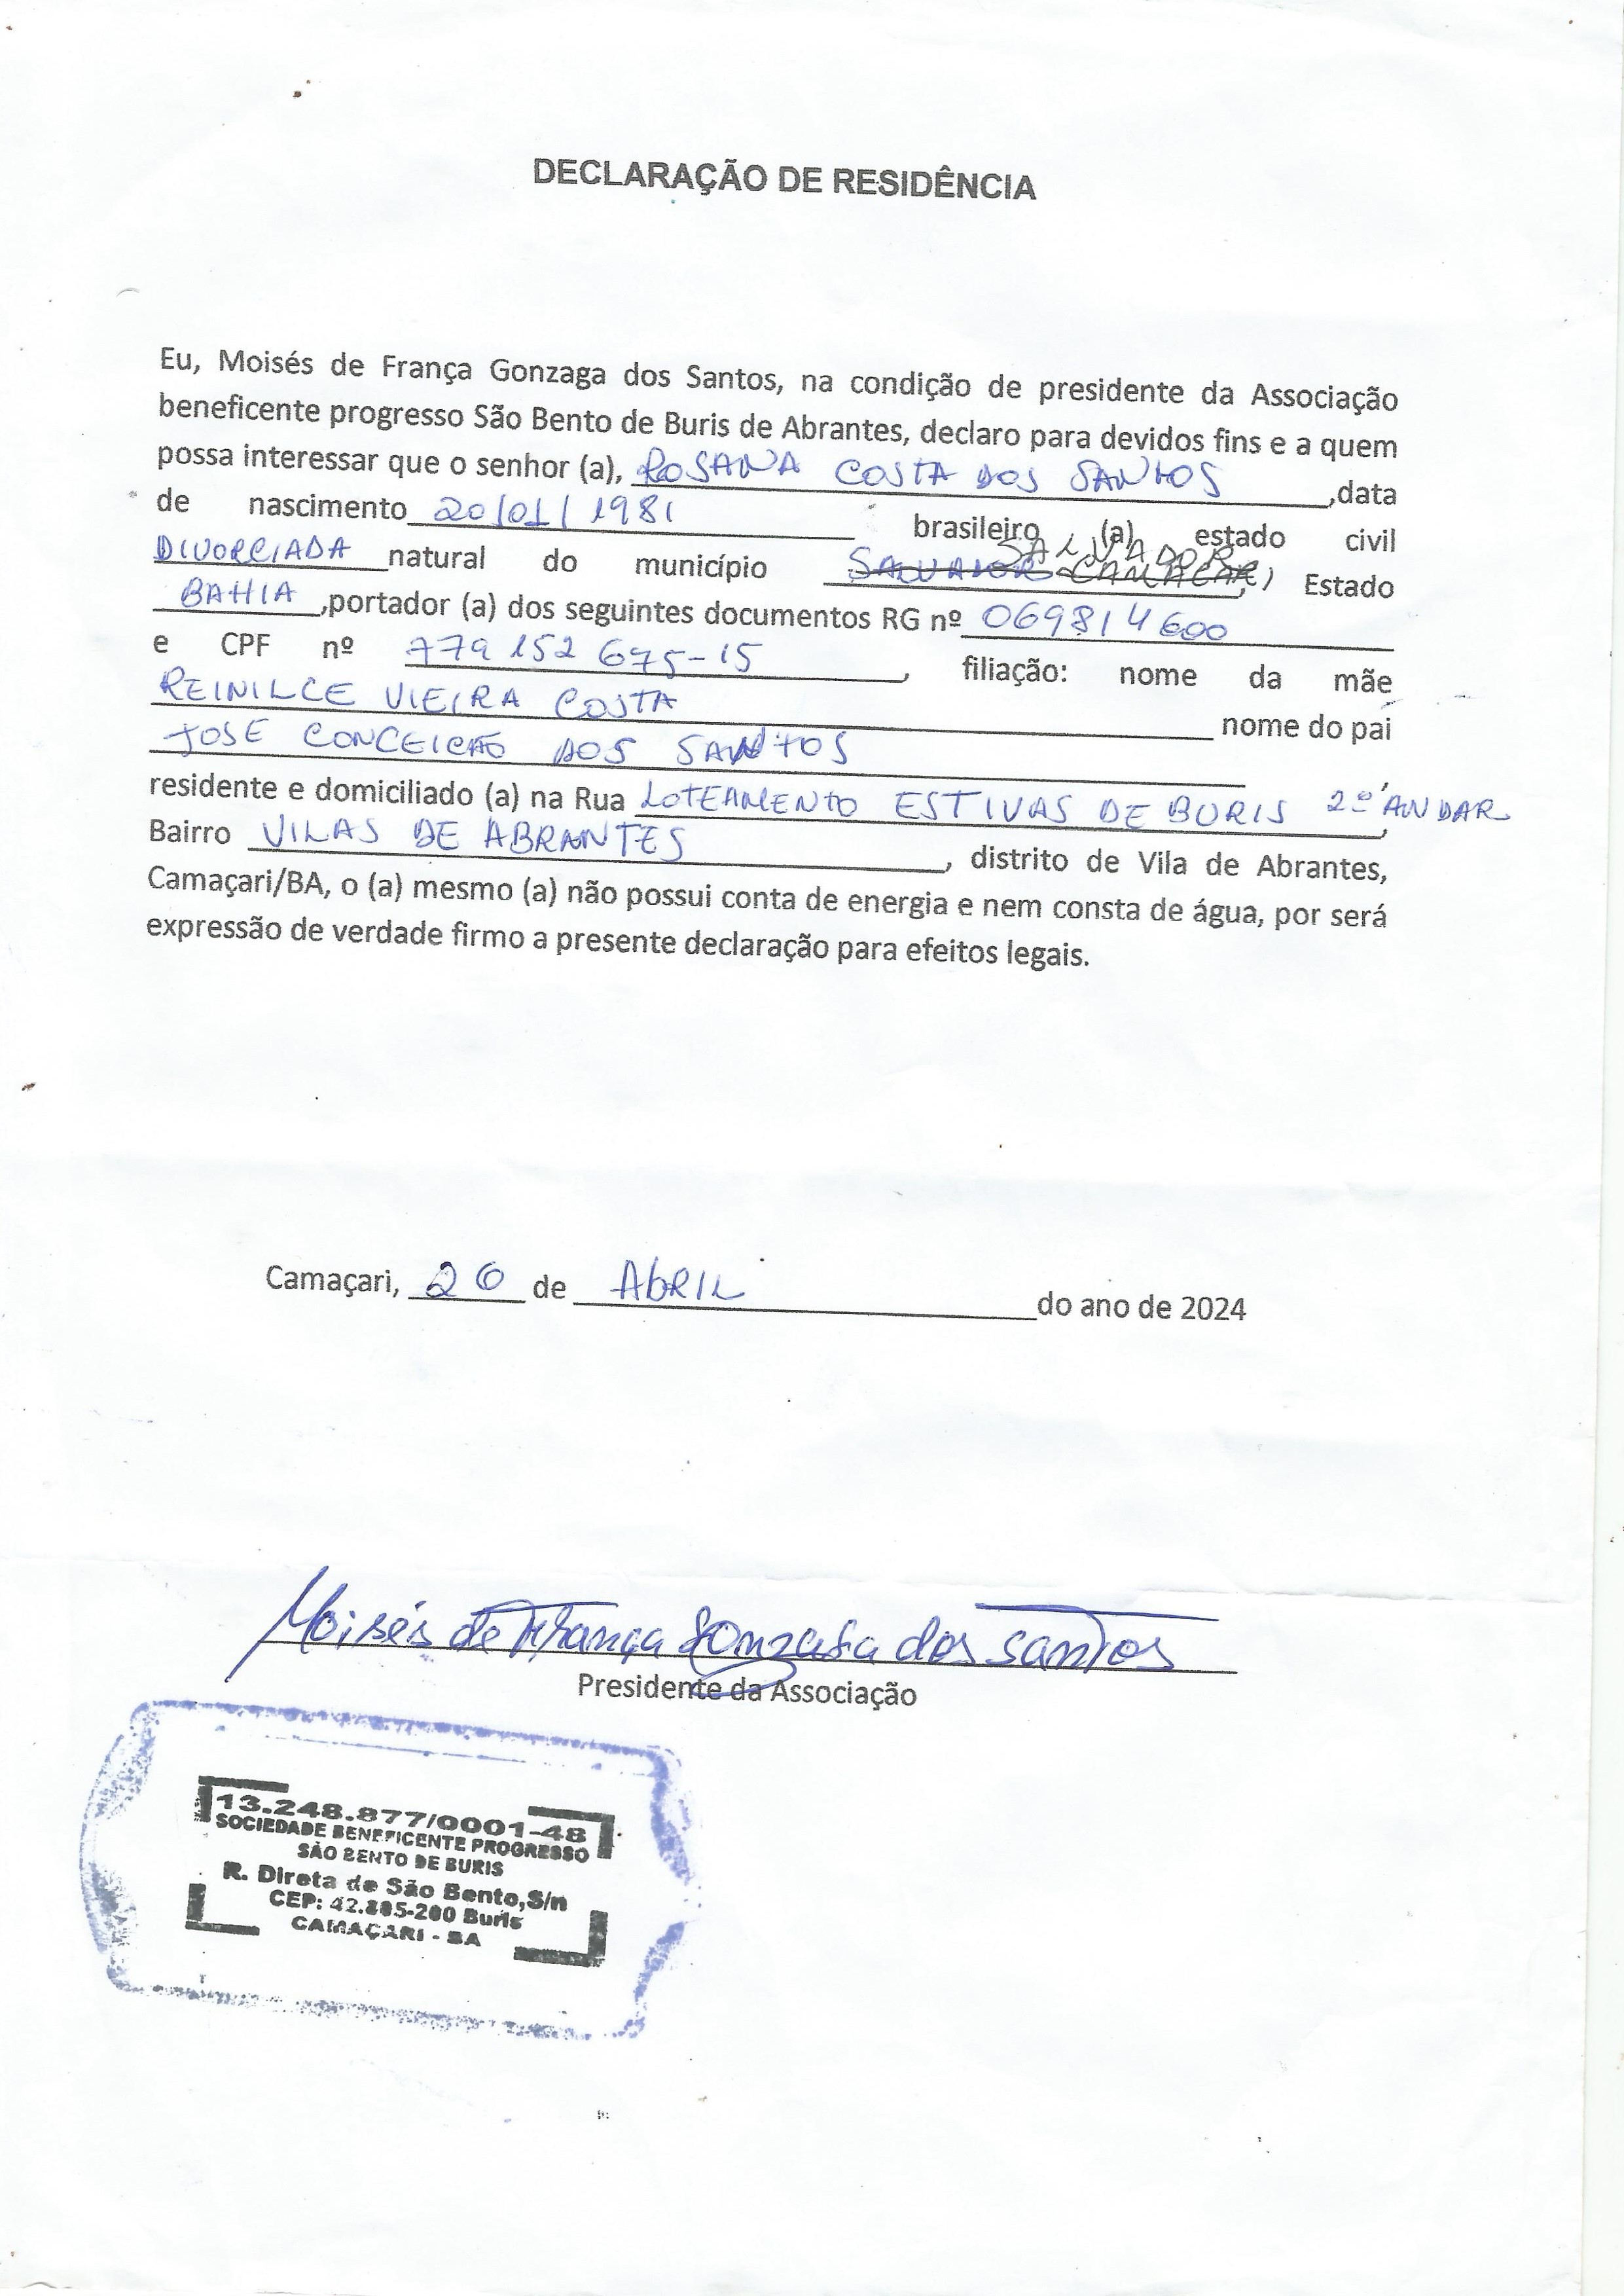 DECLARAÇÃO DE RESIDÊNCIA
Eu, Moisés de França Gonzaga dos Santos, na condição de presidente da Associação
beneficente progresso São Bento de Buris de Abrantes, declaro para devidos fins e a quem
possa interessar que o senhor (a), ROSANA COSTA DOS SANTOS ,data
de nascimento 20/01/1981 brasileiro (a) estado civil
SALVADOR
DIVORCIADA natural do município SALVADOR CAMAÇARI, Estado
BAHIA ,portador (a) dos seguintes documentos RG nº 069814600
e CPF nº 779 152 675-15 , filiação: nome da mãe
REINILCE VIEIRA COSTA nome do pai
JOSE CONCEICÃO DOS SANTOS ,
residente e domiciliado (a) na Rua LOTEAMENTO ESTIVAS DE BURIS 2º ANDAR ,
Bairro VILAS DE ABRANTES , distrito de Vila de Abrantes,
Camaçari/BA, o (a) mesmo (a) não possui conta de energia e nem consta de água, por será
expressão de verdade firmo a presente declaração para efeitos legais.
Camaçari, 20 de ABRIL do ano de 2024
Moisés de França Gonzaga dos Santos
Presidente da Associação
13.248.877/0001-48
SOCIEDADE BENEFICENTE PROGRESSO
SÃO BENTO DE BURIS
R. Direta de São Bento,S/n
CEP: 42.885-200 Buris
CAMAÇARI - BA